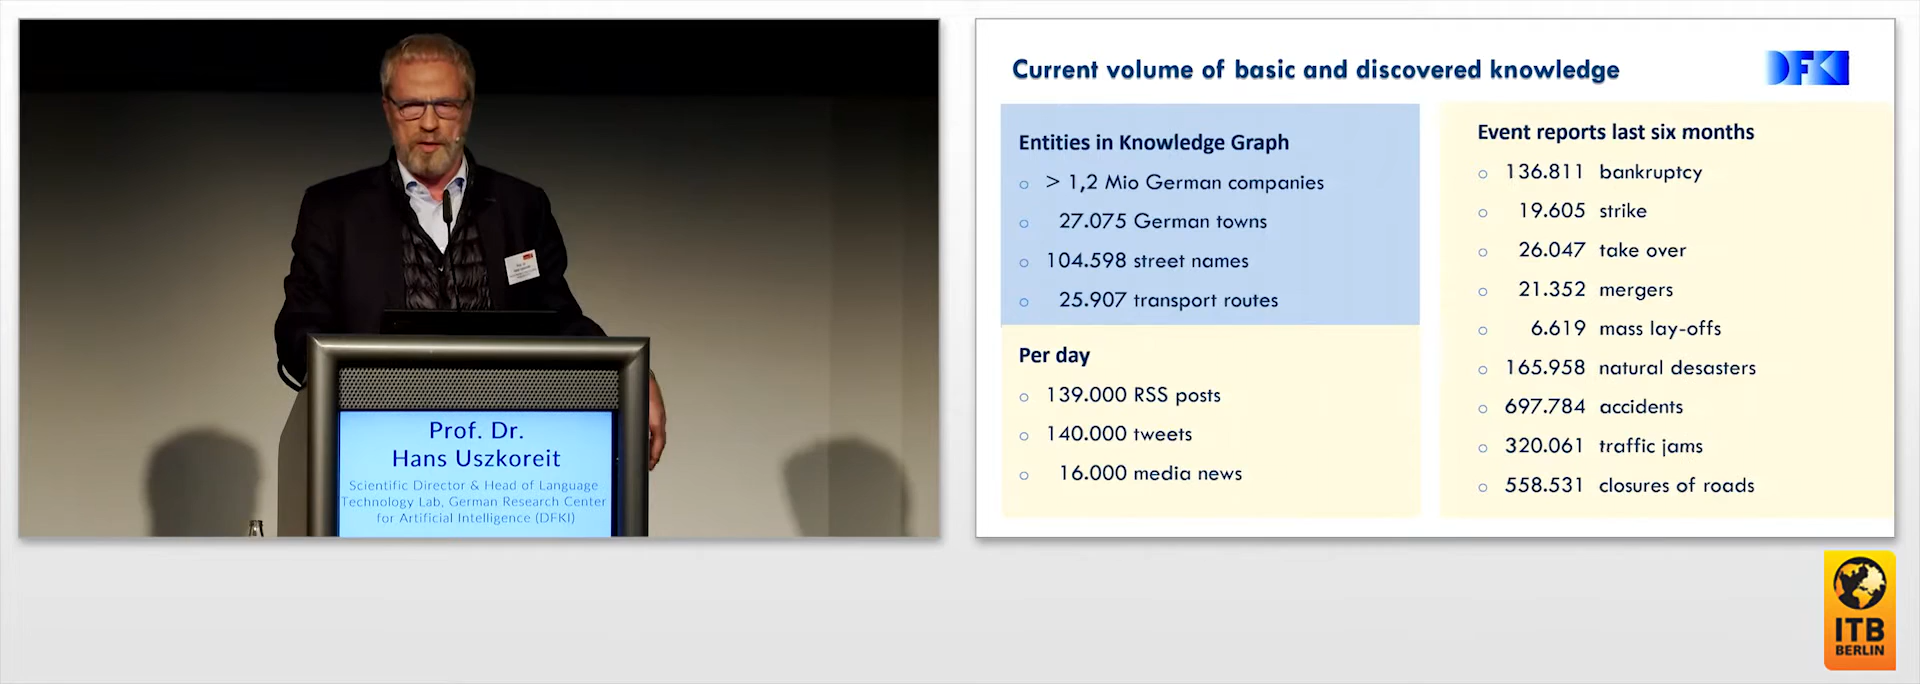 Prof. Dr.
Hans Uszkoreit
Scientific Director & Head of Language
Technology Lab, German Research Center
for Artificial Intelligence (DFKI)
Current volume of basic and discovered knowledge
DFKI
Entities in Knowledge Graph
> 1,2 Mio German companies
27.075 German towns
104.598 street names
25.907 transport routes
Per day
139.000 RSS posts
140.000 tweets
16.000 media news
Event reports last six months
136.811 bankruptcy
19.605 strike
26.047 take over
21.352 mergers
6.619 mass lay-offs
165.958 natural desasters
697.784 accidents
320.061 traffic jams
558.531 closures of roads
ITB
BERLIN